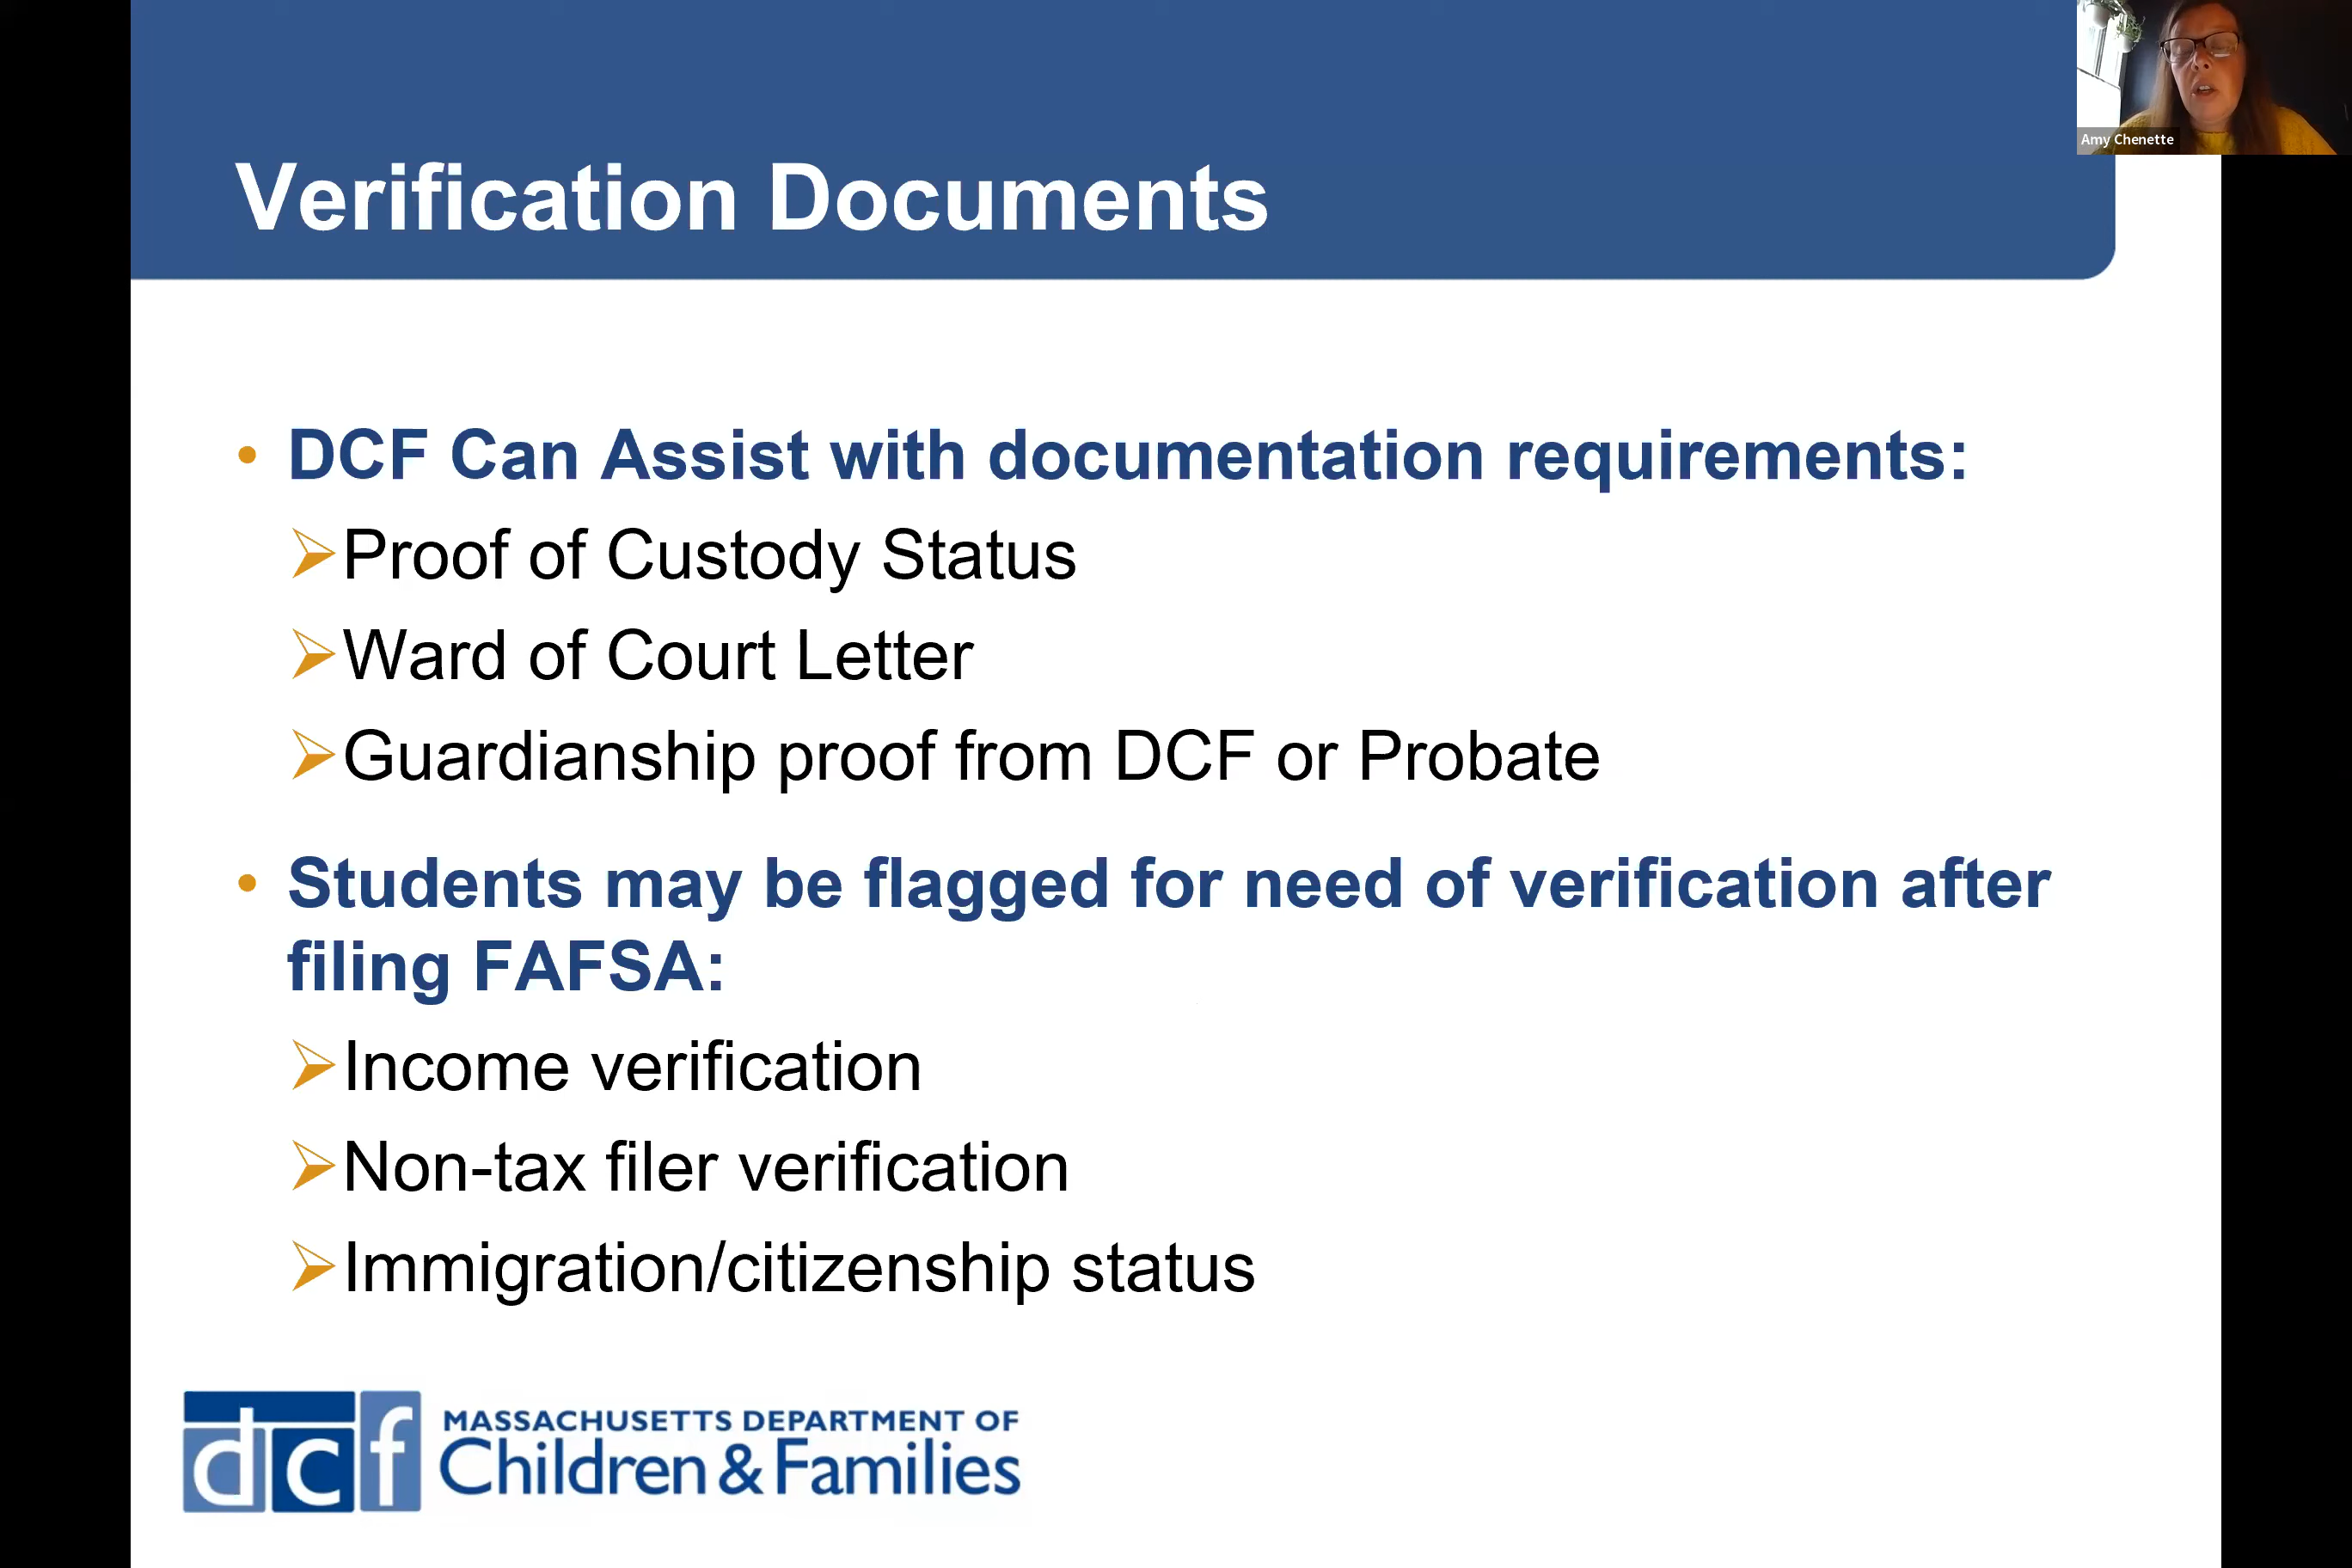 Amy Chenette
Verification Documents
• DCF Can Assist with documentation requirements:
➢Proof of Custody Status
➢Ward of Court Letter
➢Guardianship proof from DCF or Probate
• Students may be flagged for need of verification after
filing FAFSA:
➢Income verification
➢Non-tax filer verification
➢Immigration/citizenship status
dcf
MASSACHUSETTS DEPARTMENT OF
Children & Families